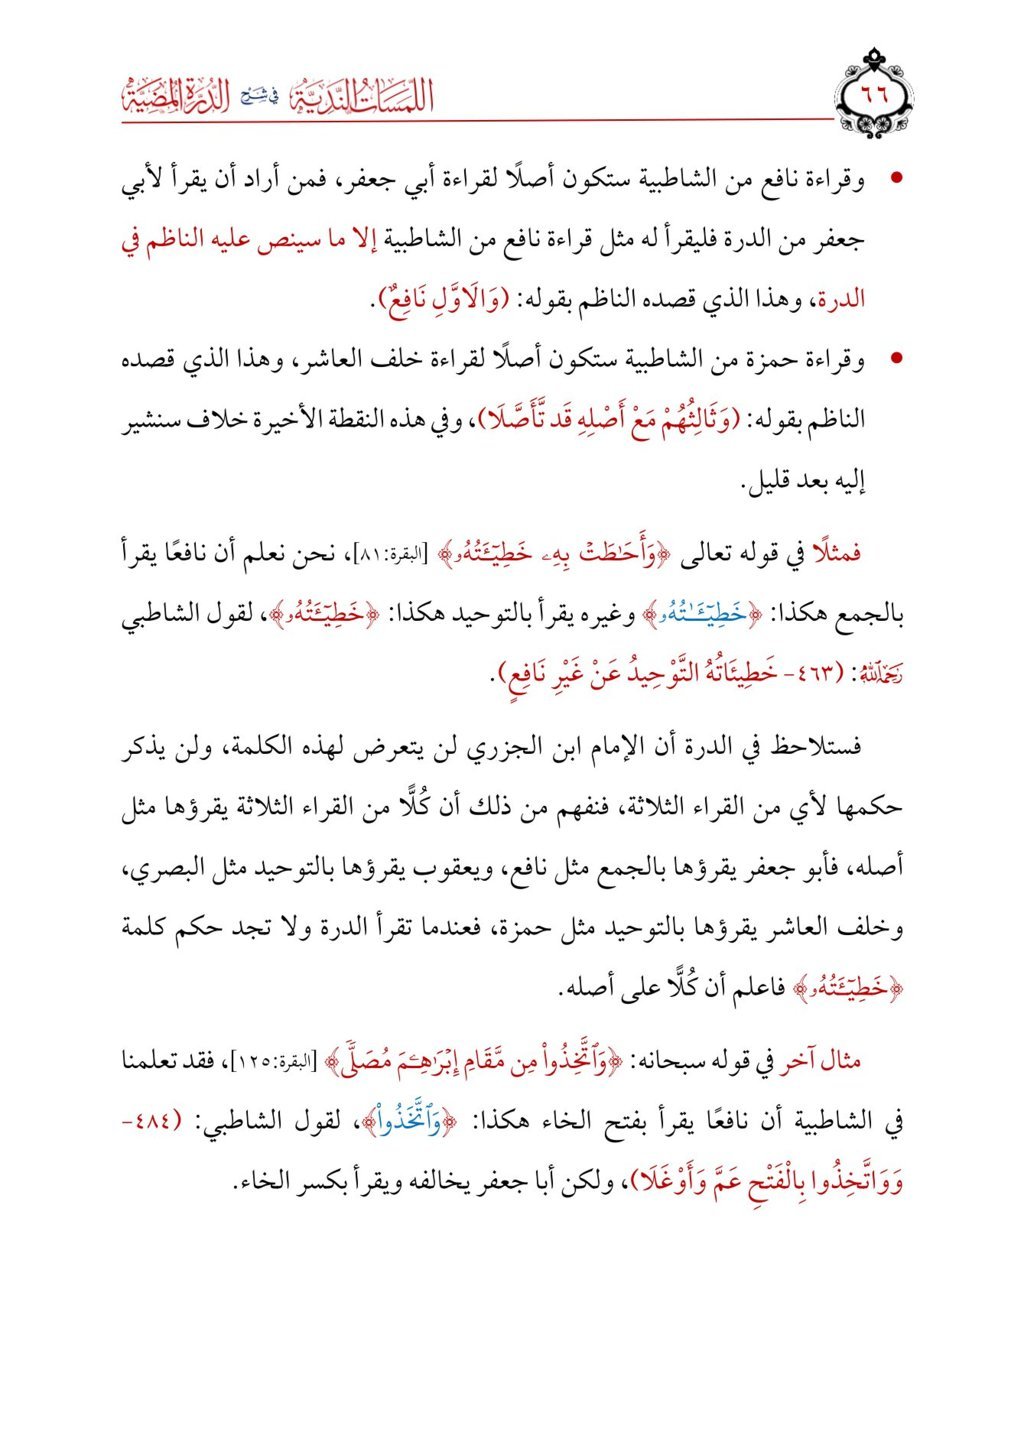 اللمسات الندية في شرح الدرة المضية
٦٦
وقراءة نافع من الشاطبية ستكون أصلًا لقراءة أبي جعفر، فمن أراد أن يقرأ لأبي
جعفر من الدرة فليقرأ له مثل قراءة نافع من الشاطبية إلا ما سينص عليه الناظم في
الدرة، وهذا الذي قصده الناظم بقوله: (وَالَاوَّلِ نَافِعٌ).
وقراءة حمزة من الشاطبية ستكون أصلًا لقراءة خلف العاشر، وهذا الذي قصده
الناظم بقوله: (وَثَالِثُهُمْ مَعْ أَصْلِهِ قَد تَّأَصَّلَا)، وفي هذه النقطة الأخيرة خلاف سنشير
إليه بعد قليل.
فمثلًا في قوله تعالى ﴿وَأَحَٰطَتۡ بِهِۦ خَطِيٓـَٔتُهُۥ﴾ [البقرة:٨١]، نحن نعلم أن نافعًا يقرأ
بالجمع هكذا: ﴿خَطِيٓـَٰٔتُهُۥ﴾ وغيره يقرأ بالتوحيد هكذا: ﴿خَطِيٓـَٔتُهُۥ﴾، لقول الشاطبي
رَحِمَهُ ٱللَّهُ: (٤٦٣- خَطِيئَاتُهُ التَّوْحِيدُ عَنْ غَيْرِ نَافِعٍ).
فستلاحظ في الدرة أن الإمام ابن الجزري لن يتعرض لهذه الكلمة، ولن يذكر
حكمها لأي من القراء الثلاثة، فنفهم من ذلك أن كُلًّا من القراء الثلاثة يقرؤها مثل
أصله، فأبو جعفر يقرؤها بالجمع مثل نافع، ويعقوب يقرؤها بالتوحيد مثل البصري،
وخلف العاشر يقرؤها بالتوحيد مثل حمزة، فعندما تقرأ الدرة ولا تجد حكم كلمة
﴿خَطِيٓـَٔتُهُۥ﴾ فاعلم أن كُلًّا على أصله.
مثال آخر في قوله سبحانه: ﴿وَٱتَّخِذُواْ مِن مَّقَامِ إِبۡرَٰهِـۧمَ مُصَلّٗى﴾ [البقرة:١٢٥]، فقد تعلمنا
في الشاطبية أن نافعًا يقرأ بفتح الخاء هكذا: ﴿وَٱتَّخَذُواْ﴾، لقول الشاطبي: (٤٨٤-
وَوَاتَّخِذُوا بِالْفَتْحِ عَمَّ وَأَوْغَلَا)، ولكن أبا جعفر يخالفه ويقرأ بكسر الخاء.